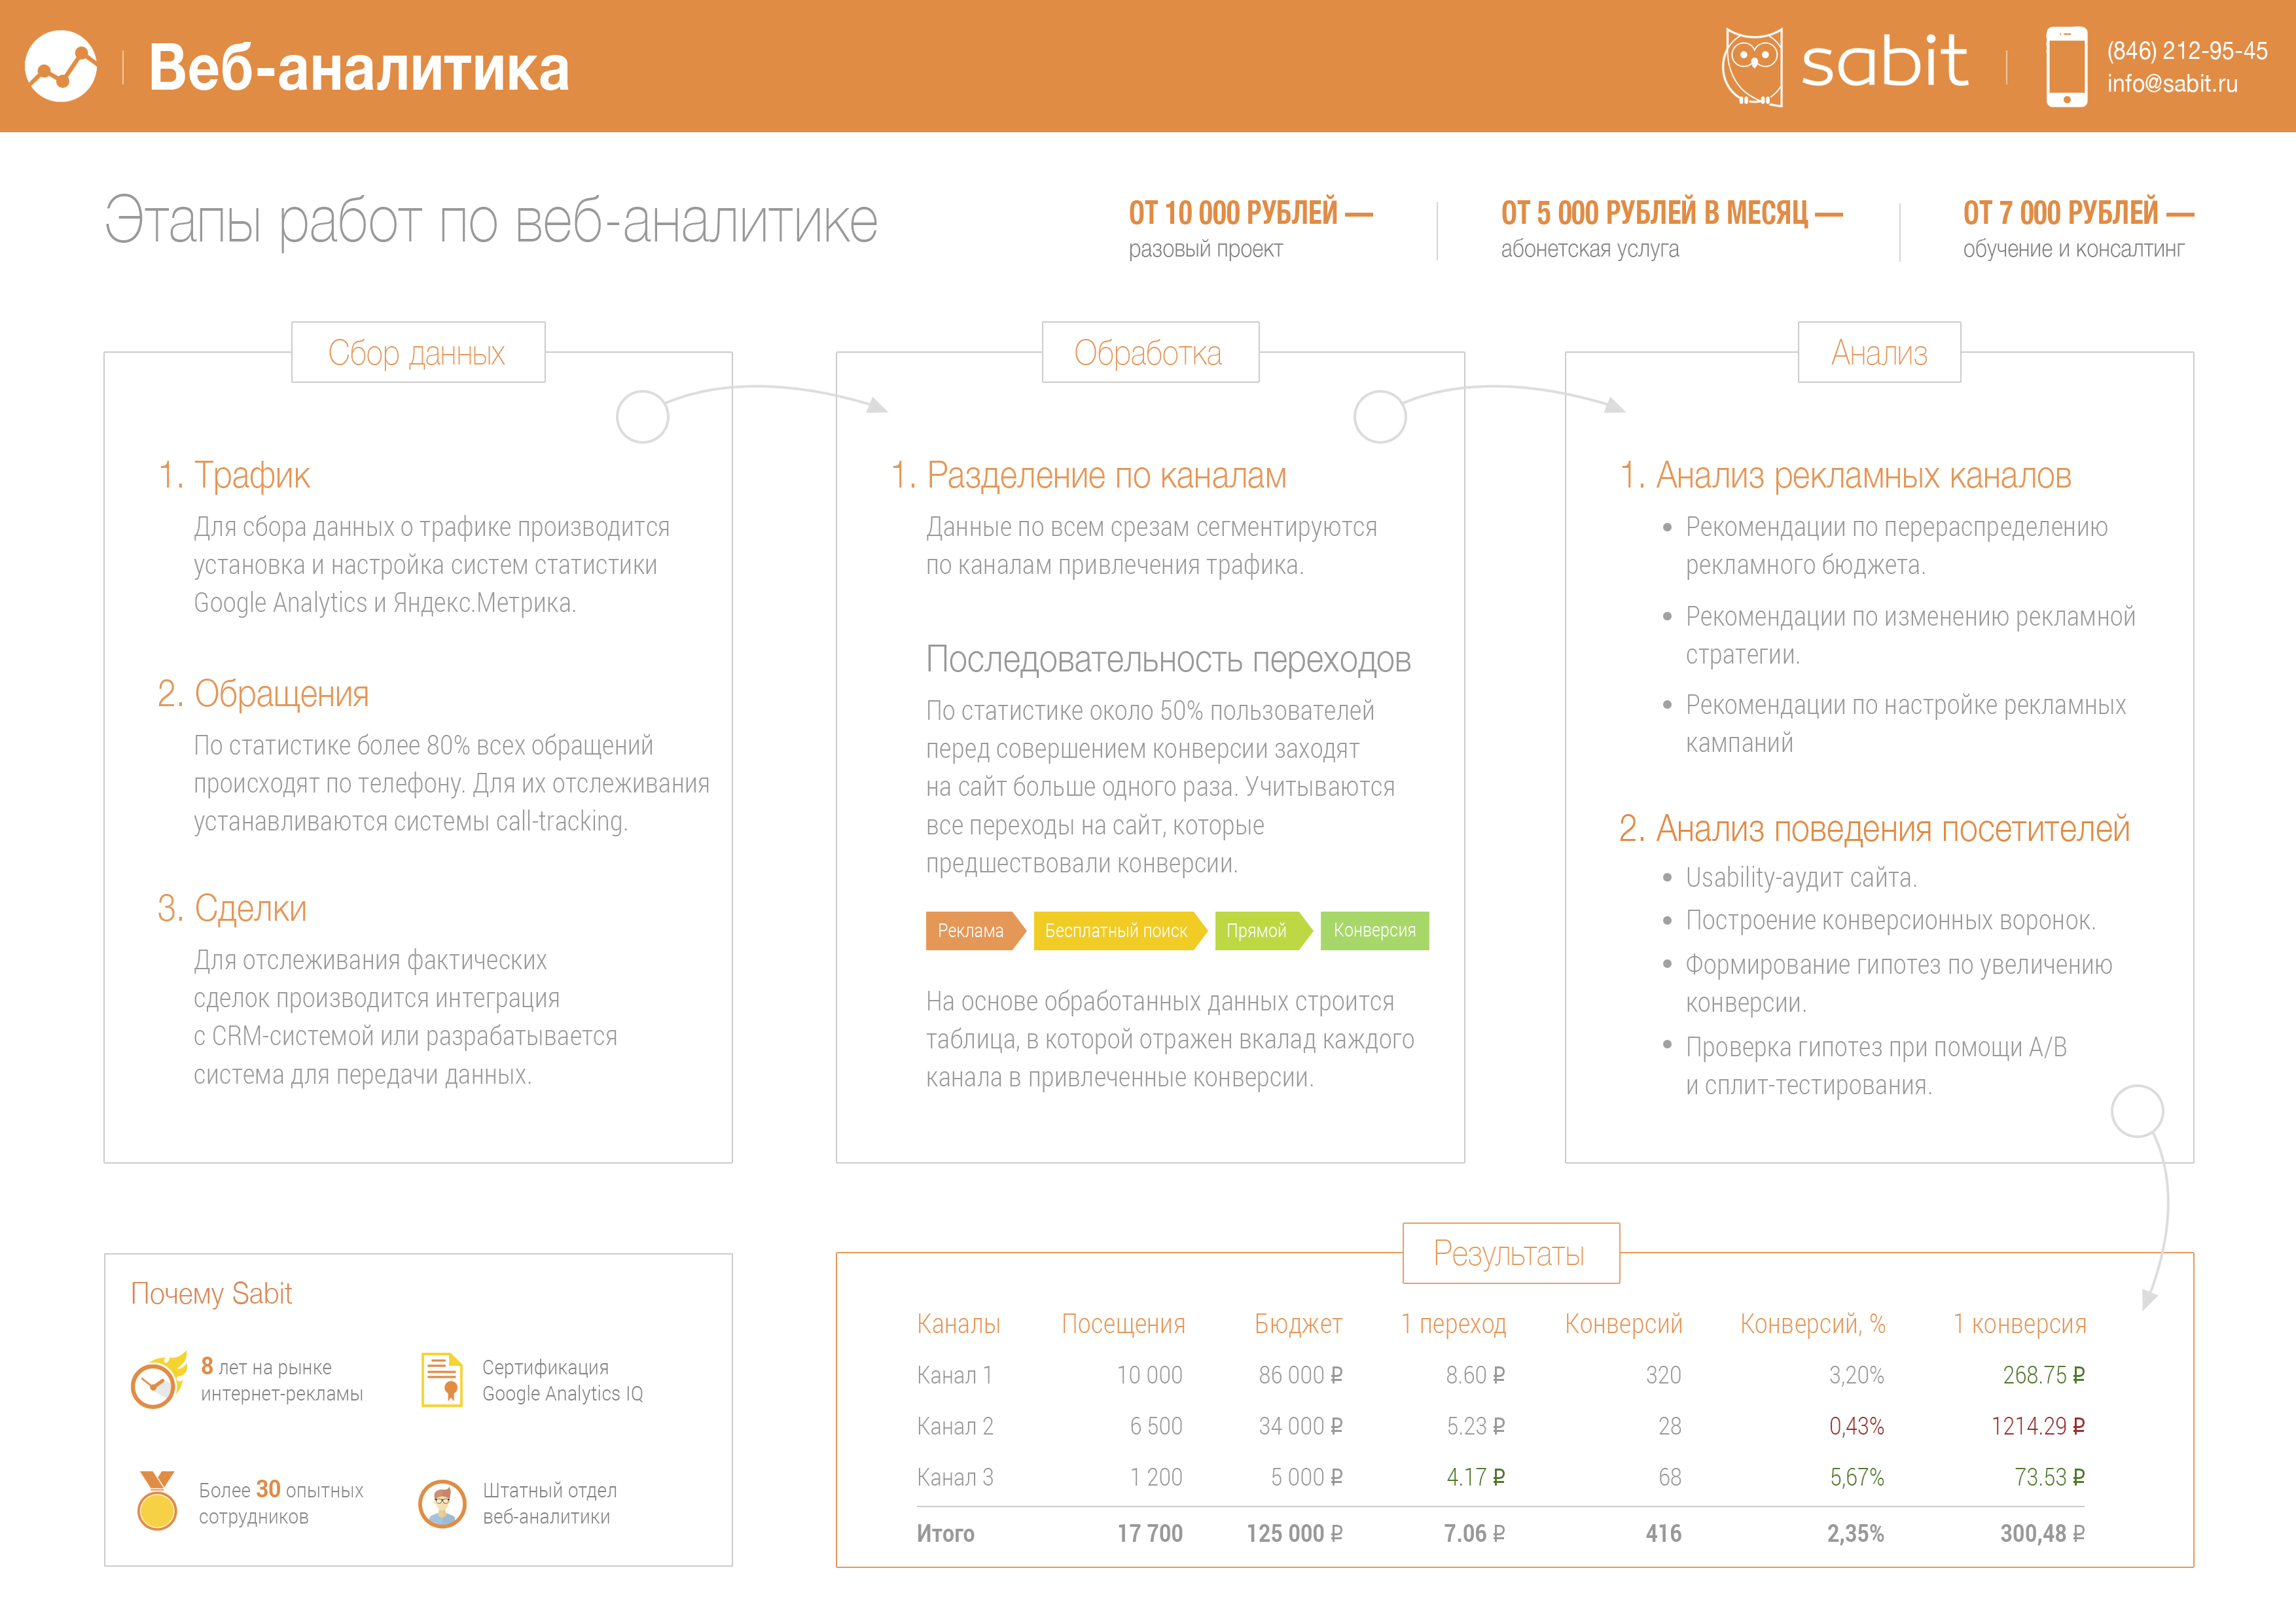 Веб-аналитика
sabit
(846) 212-95-45
info@sabit.ru
Этапы работ по веб-аналитике
ОТ 10 000 РУБЛЕЙ —
разовый проект
ОТ 5 000 РУБЛЕЙ В МЕСЯЦ —
абонетская услуга
ОТ 7 000 РУБЛЕЙ —
обучение и консалтинг
Сбор данных
1. Трафик
Для сбора данных о трафике производится
установка и настройка систем статистики
Google Analytics и Яндекс.Метрика.
2. Обращения
По статистике более 80% всех обращений
происходят по телефону. Для их отслеживания
устанавливаются системы call-tracking.
3. Сделки
Для отслеживания фактических
сделок производится интеграция
с CRM-системой или разрабатывается
система для передачи данных.
Обработка
1. Разделение по каналам
Данные по всем срезам сегментируются
по каналам привлечения трафика.
Последовательность переходов
По статистике около 50% пользователей
перед совершением конверсии заходят
на сайт больше одного раза. Учитываются
все переходы на сайт, которые
предшествовали конверсии.
Реклама Бесплатный поиск Прямой Конверсия
На основе обработанных данных строится
таблица, в которой отражен вкалад каждого
канала в привлеченные конверсии.
Анализ
1. Анализ рекламных каналов
• Рекомендации по перераспределению
рекламного бюджета.
• Рекомендации по изменению рекламной
стратегии.
• Рекомендации по настройке рекламных
кампаний
2. Анализ поведения посетителей
• Usability-аудит сайта.
• Построение конверсионных воронок.
• Формирование гипотез по увеличению
конверсии.
• Проверка гипотез при помощи A/B
и сплит-тестирования.
Почему Sabit
8 лет на рынке
интернет-рекламы
Сертификация
Google Analytics IQ
Более 30 опытных
сотрудников
Штатный отдел
веб-аналитики
Результаты
Каналы Посещения Бюджет 1 переход Конверсий Конверсий, % 1 конверсия
Канал 1 10 000 86 000 ₽ 8.60 ₽ 320 3,20% 268.75 ₽
Канал 2 6 500 34 000 ₽ 5.23 ₽ 28 0,43% 1214.29 ₽
Канал 3 1 200 5 000 ₽ 4.17 ₽ 68 5,67% 73.53 ₽
Итого 17 700 125 000 ₽ 7.06 ₽ 416 2,35% 300,48 ₽